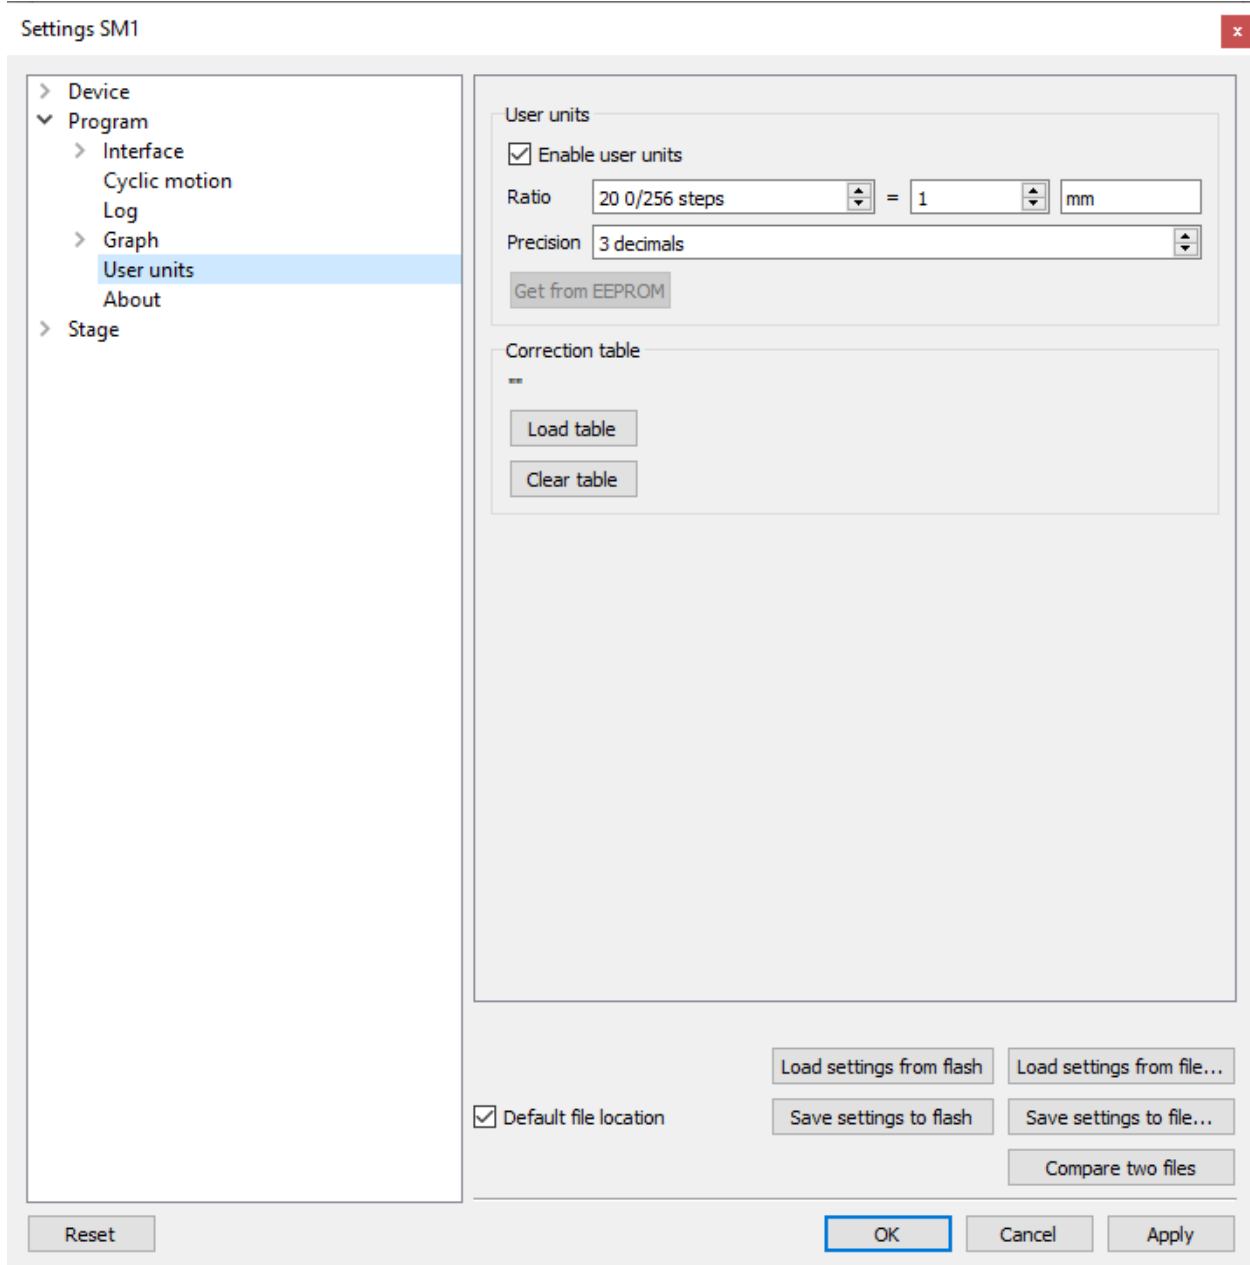 Settings SM1
x
Device
Program
Interface
Cyclic motion
Log
Graph
User units
About
Stage
User units
Enable user units
Ratio 20 0/256 steps = 1 mm
Precision 3 decimals
Get from EEPROM
Correction table
""
Load table
Clear table
Load settings from flash Load settings from file...
Default file location Save settings to flash Save settings to file...
Compare two files
Reset OK Cancel Apply